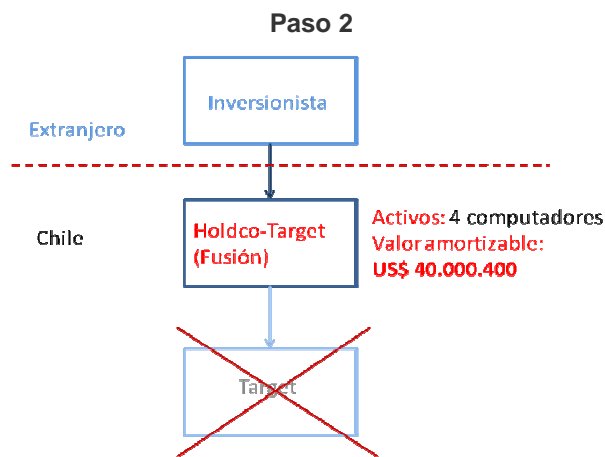 Paso 2
Inversionista
Extranjero
Chile
Holdco-Target
(Fusión)
Activos: 4 computadores
Valor amortizable:
US$ 40.000.400
Target